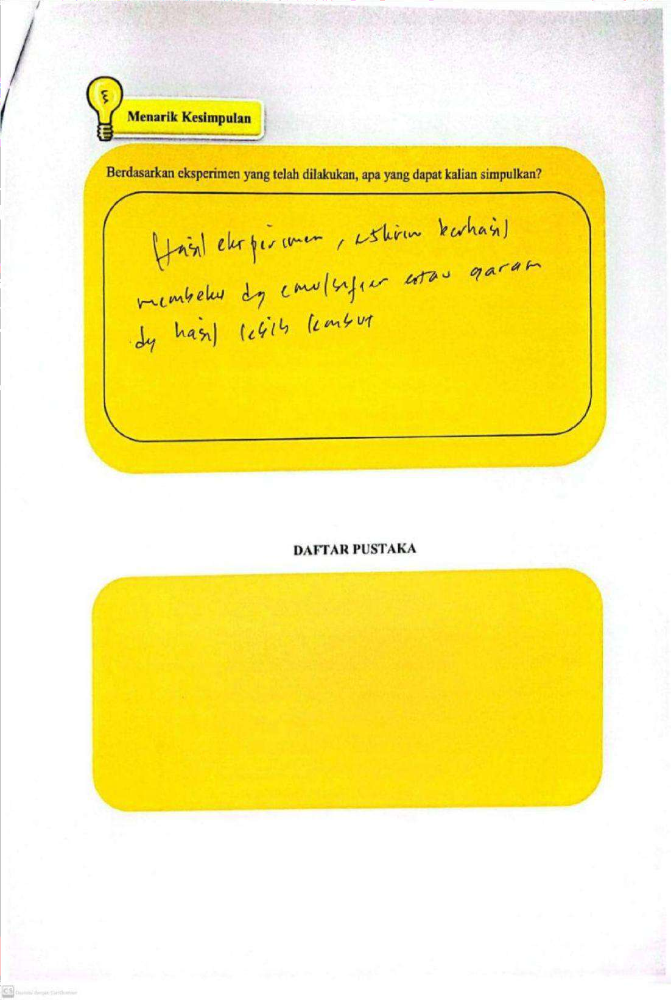 Menarik Kesimpulan
Berdasarkan eksperimen yang telah dilakukan, apa yang dapat kalian simpulkan?
Hasil eksperimen, eskrim berhasil
membeku dg emulsifier atau garam
dg hasil lebih lembut
DAFTAR PUSTAKA
CS Dipindai dengan CamScanner